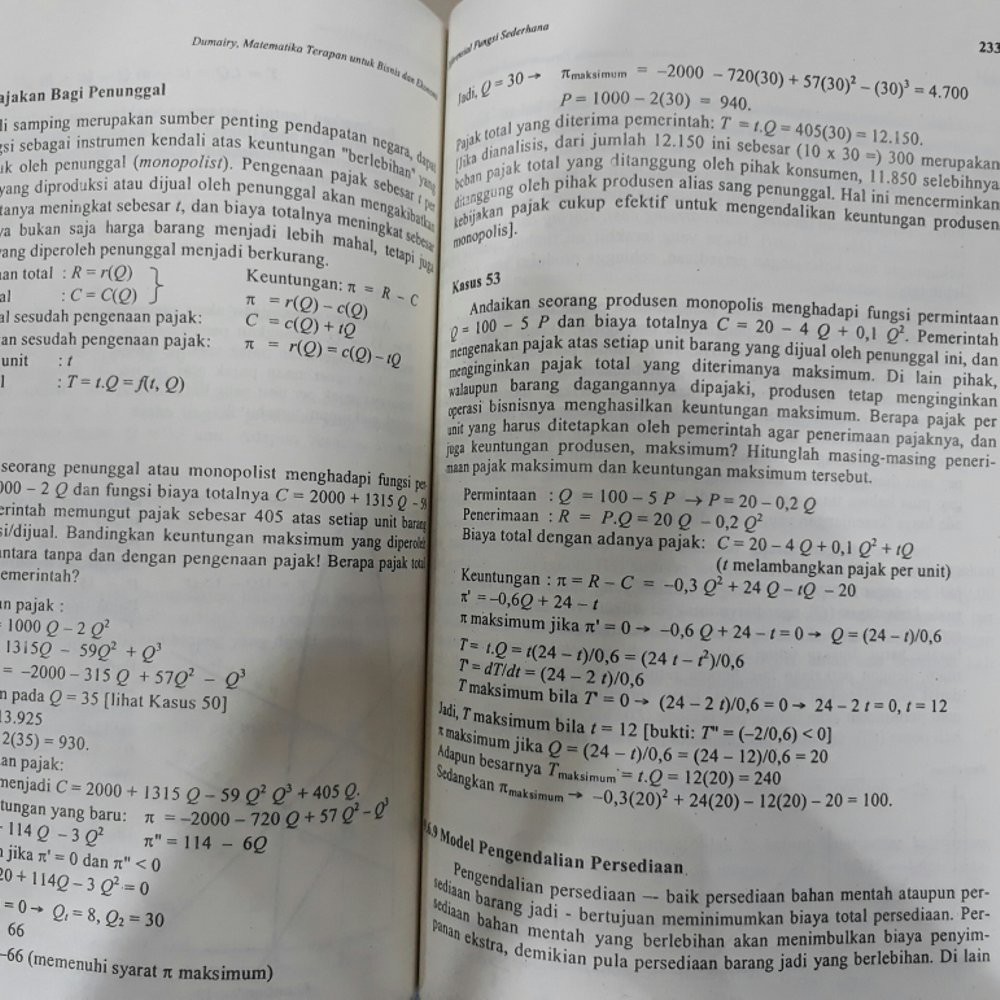 Dumairy, Matematika Terapan untuk Bisnis dan Ekonomi
ajakan Bagi Penunggal
di samping merupakan sumber penting pendapatan negara, dapat
gsi sebagai instrumen kendali atas keuntungan "berlebihan" yang
uk oleh penunggal (monopolist). Pengenaan pajak sebesar t per
yang diproduksi atau dijual oleh penunggal akan mengakibatkan
tanya meningkat sebesar t, dan biaya totalnya meningkat sebesar
ya bukan saja harga barang menjadi lebih mahal, tetapi juga
yang diperoleh penunggal menjadi berkurang.
aan total : R = r(Q) } Keuntungan: π = R – C
al : C = C(Q) π = r(Q) – c(Q)
al sesudah pengenaan pajak: C = c(Q) + tQ
an sesudah pengenaan pajak: π = r(Q) = c(Q) – tQ
unit : t
l : T = t.Q = f(t, Q)
seorang penunggal atau monopolist menghadapi fungsi per-
000 – 2 Q dan fungsi biaya totalnya C = 2000 + 1315 Q – 59
erintah memungut pajak sebesar 405 atas setiap unit barang
si/dijual. Bandingkan keuntungan maksimum yang diperoleh
antara tanpa dan dengan pengenaan pajak! Berapa pajak total
emerintah?
an pajak :
= 1000 Q – 2 Q²
1315Q – 59Q² + Q³
= –2000 – 315 Q + 57Q² – Q³
n pada Q = 35 [lihat Kasus 50]
13.925
2(35) = 930.
an pajak:
menjadi C = 2000 + 1315 Q – 59 Q² Q³ + 405 Q.
tungan yang baru: π = –2000 – 720 Q + 57 Q² – Q³
+ 114 Q – 3 Q² π" = 114 – 6Q
n jika π' = 0 dan π" < 0
20 + 114Q – 3 Q² = 0
= 0 → Q₁ = 8, Q₂ = 30
66
–66 (memenuhi syarat π maksimum)
Fungsi Sederhana 233
Jadi, Q = 30 → π maksimum = –2000 – 720(30) + 57(30)² – (30)³ = 4.700
P = 1000 – 2(30) = 940.
Pajak total yang diterima pemerintah: T = t.Q = 405(30) = 12.150.
[Jika dianalisis, dari jumlah 12.150 ini sebesar (10 x 30 =) 300 merupakan
beban pajak total yang ditanggung oleh pihak konsumen, 11.850 selebihnya
ditanggung oleh pihak produsen alias sang penunggal. Hal ini mencerminkan
kebijakan pajak cukup efektif untuk mengendalikan keuntungan produsen
monopolis].
Kasus 53
Andaikan seorang produsen monopolis menghadapi fungsi permintaan
Q = 100 – 5 P dan biaya totalnya C = 20 – 4 Q + 0,1 Q². Pemerintah
mengenakan pajak atas setiap unit barang yang dijual oleh penunggal ini, dan
menginginkan pajak total yang diterimanya maksimum. Di lain pihak,
walaupun barang dagangannya dipajaki, produsen tetap menginginkan
operasi bisnisnya menghasilkan keuntungan maksimum. Berapa pajak per
unit yang harus ditetapkan oleh pemerintah agar penerimaan pajaknya, dan
juga keuntungan produsen, maksimum? Hitunglah masing-masing peneri-
maan pajak maksimum dan keuntungan maksimum tersebut.
Permintaan : Q = 100 – 5 P → P = 20 – 0,2 Q
Penerimaan : R = P.Q = 20 Q – 0,2 Q²
Biaya total dengan adanya pajak: C = 20 – 4 Q + 0,1 Q² + tQ
(t melambangkan pajak per unit)
Keuntungan : π = R – C = –0,3 Q² + 24 Q – tQ – 20
π' = –0,6Q + 24 – t
π maksimum jika π' = 0 → –0,6 Q + 24 – t = 0 → Q = (24 – t)/0,6
T = t.Q = t(24 – t)/0,6 = (24 t – t²)/0,6
T' = dT/dt = (24 – 2 t)/0,6
T maksimum bila T' = 0 → (24 – 2 t)/0,6 = 0 → 24 – 2 t = 0, t = 12
Jadi, T maksimum bila t = 12 [bukti: T" = (–2/0,6) < 0]
π maksimum jika Q = (24 – t)/0,6 = (24 – 12)/0,6 = 20
Adapun besarnya T maksimum = t.Q = 12(20) = 240
Sedangkan π maksimum → –0,3(20)² + 24(20) – 12(20) – 20 = 100.
6.9 Model Pengendalian Persediaan
Pengendalian persediaan — baik persediaan bahan mentah ataupun per-
sediaan barang jadi - bertujuan meminimumkan biaya total persediaan. Per-
sediaan bahan mentah yang berlebihan akan menimbulkan biaya penyim-
panan ekstra, demikian pula persediaan barang jadi yang berlebihan. Di lain